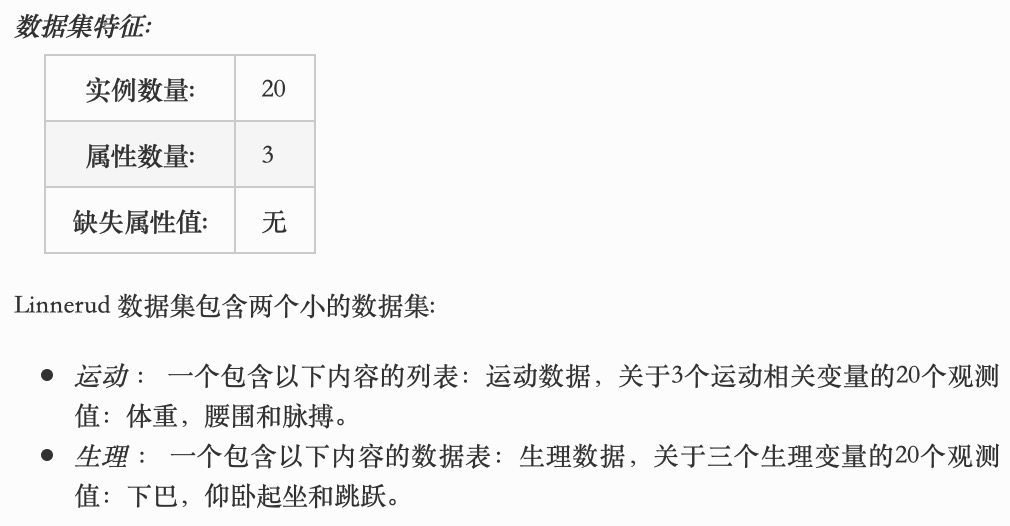 数据集特征:
实例数量: 20
属性数量: 3
缺失属性值: 无
Linnerud 数据集包含两个小的数据集:
运动 ： 一个包含以下内容的列表：运动数据，关于3个运动相关变量的20个观测
值：体重，腰围和脉搏。
生理 ： 一个包含以下内容的数据表：生理数据，关于三个生理变量的20个观测
值：下巴，仰卧起坐和跳跃。